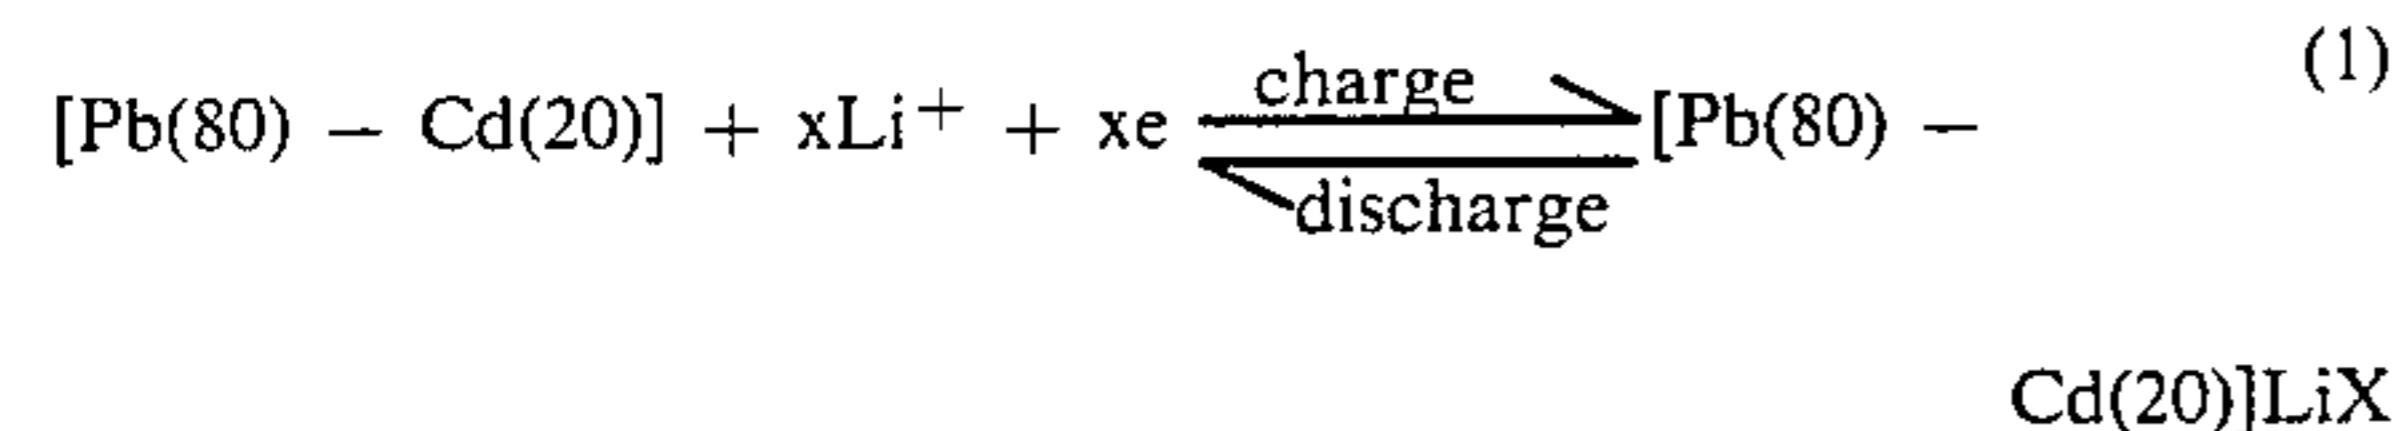 (1)
[Pb(80) − Cd(20)] + xLi⁺ + xe charge ⇌ discharge [Pb(80) −
Cd(20)]LiX